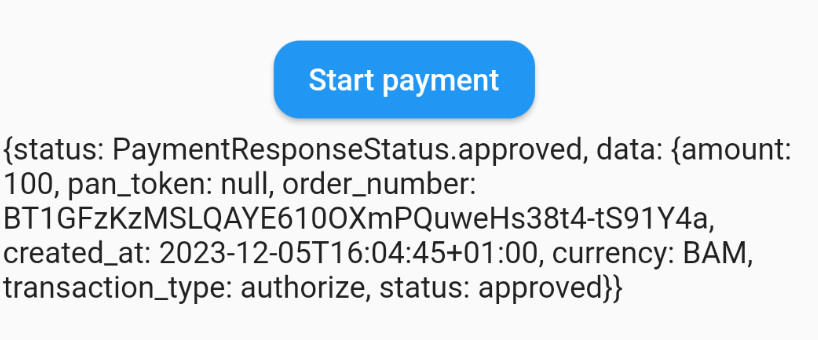 Start payment
{status: PaymentResponseStatus.approved, data: {amount:
100, pan_token: null, order_number:
BT1GFzKzMSLQAYE610OXmPQuweHs38t4-tS91Y4a,
created_at: 2023-12-05T16:04:45+01:00, currency: BAM,
transaction_type: authorize, status: approved}}